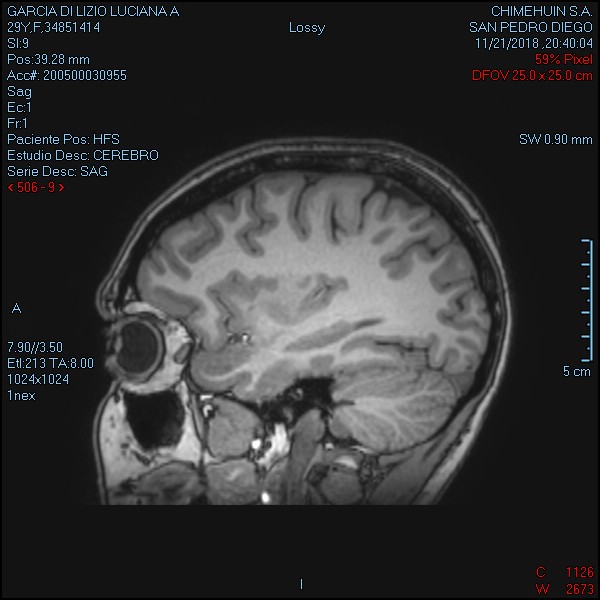 GARCIA DI LIZIO LUCIANA A
29Y,F,34851414
Sl:9
Pos:39.28 mm
Acc#: 200500030955
Sag
Ec:1
Fr:1
Paciente Pos: HFS
Estudio Desc: CEREBRO
Serie Desc: SAG
< 506 - 9 >
Lossy
CHIMEHUIN S.A.
SAN PEDRO DIEGO
11/21/2018 ,20:40:04
59% Pixel
DFOV 25.0 x 25.0 cm
SW 0.90 mm
A
7.90//3.50
Etl:213 TA:8.00
1024x1024
1nex
5 cm
I
C 1126
W 2673